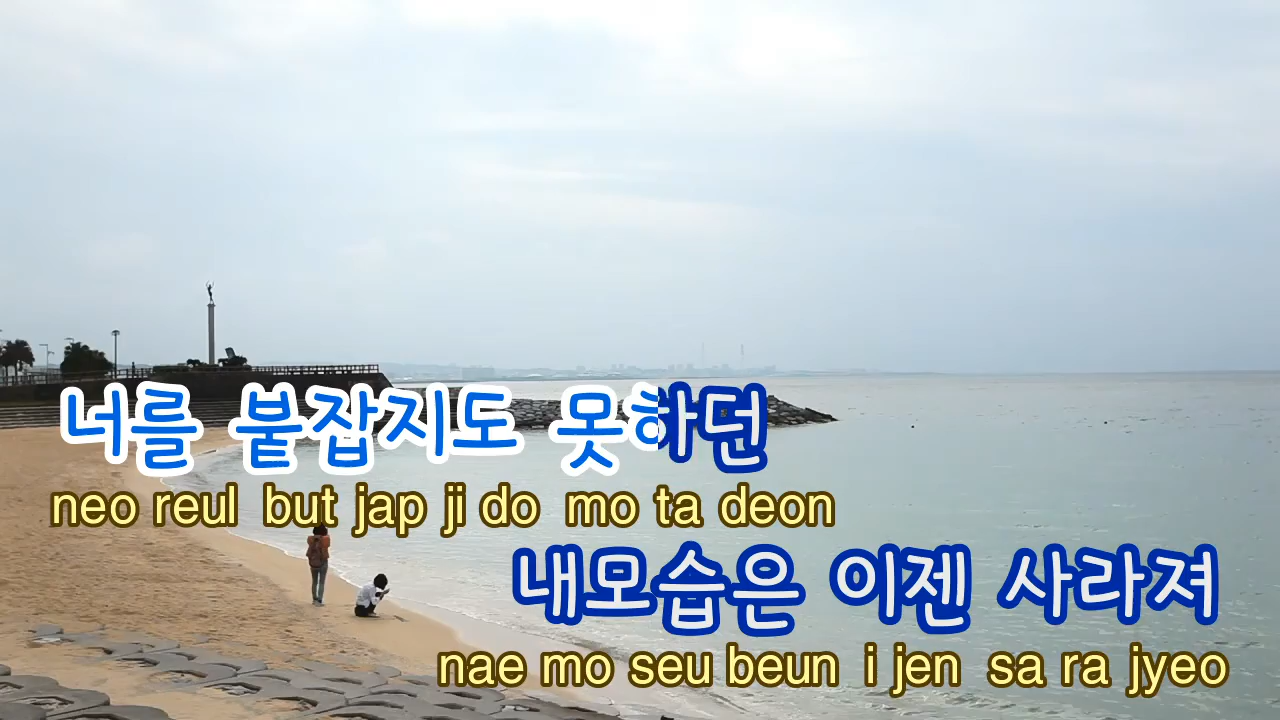 너를 붙잡지도 못하던
neo reul but jap ji do mo ta deon
내모습은 이젠 사라져
nae mo seu beun i jen sa ra jyeo